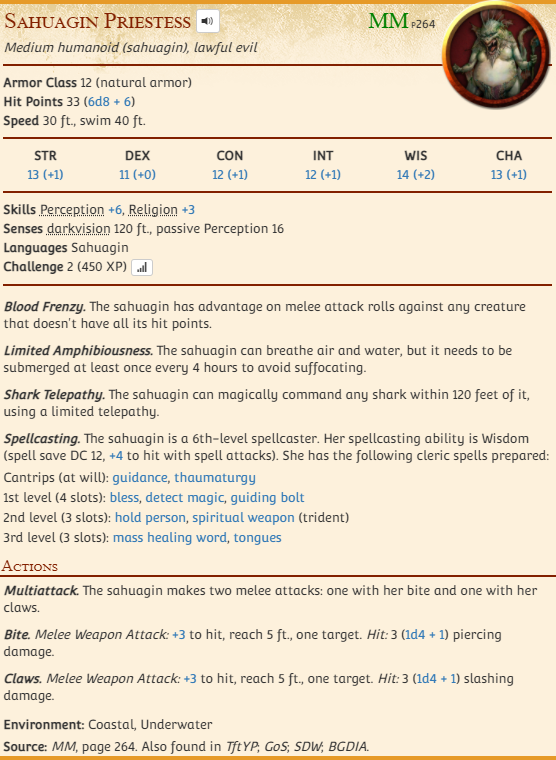 Sahuagin Priestess MM p264
Medium humanoid (sahuagin), lawful evil
Armor Class 12 (natural armor)
Hit Points 33 (6d8 + 6)
Speed 30 ft., swim 40 ft.
STR DEX CON INT WIS CHA
13 (+1) 11 (+0) 12 (+1) 12 (+1) 14 (+2) 13 (+1)
Skills Perception +6, Religion +3
Senses darkvision 120 ft., passive Perception 16
Languages Sahuagin
Challenge 2 (450 XP)
Blood Frenzy. The sahuagin has advantage on melee attack rolls against any creature
that doesn't have all its hit points.
Limited Amphibiousness. The sahuagin can breathe air and water, but it needs to be
submerged at least once every 4 hours to avoid suffocating.
Shark Telepathy. The sahuagin can magically command any shark within 120 feet of it,
using a limited telepathy.
Spellcasting. The sahuagin is a 6th-level spellcaster. Her spellcasting ability is Wisdom
(spell save DC 12, +4 to hit with spell attacks). She has the following cleric spells prepared:
Cantrips (at will): guidance, thaumaturgy
1st level (4 slots): bless, detect magic, guiding bolt
2nd level (3 slots): hold person, spiritual weapon (trident)
3rd level (3 slots): mass healing word, tongues
Actions
Multiattack. The sahuagin makes two melee attacks: one with her bite and one with her
claws.
Bite. Melee Weapon Attack: +3 to hit, reach 5 ft., one target. Hit: 3 (1d4 + 1) piercing
damage.
Claws. Melee Weapon Attack: +3 to hit, reach 5 ft., one target. Hit: 3 (1d4 + 1) slashing
damage.
Environment: Coastal, Underwater
Source: MM, page 264. Also found in TftYP; GoS; SDW; BGDIA.